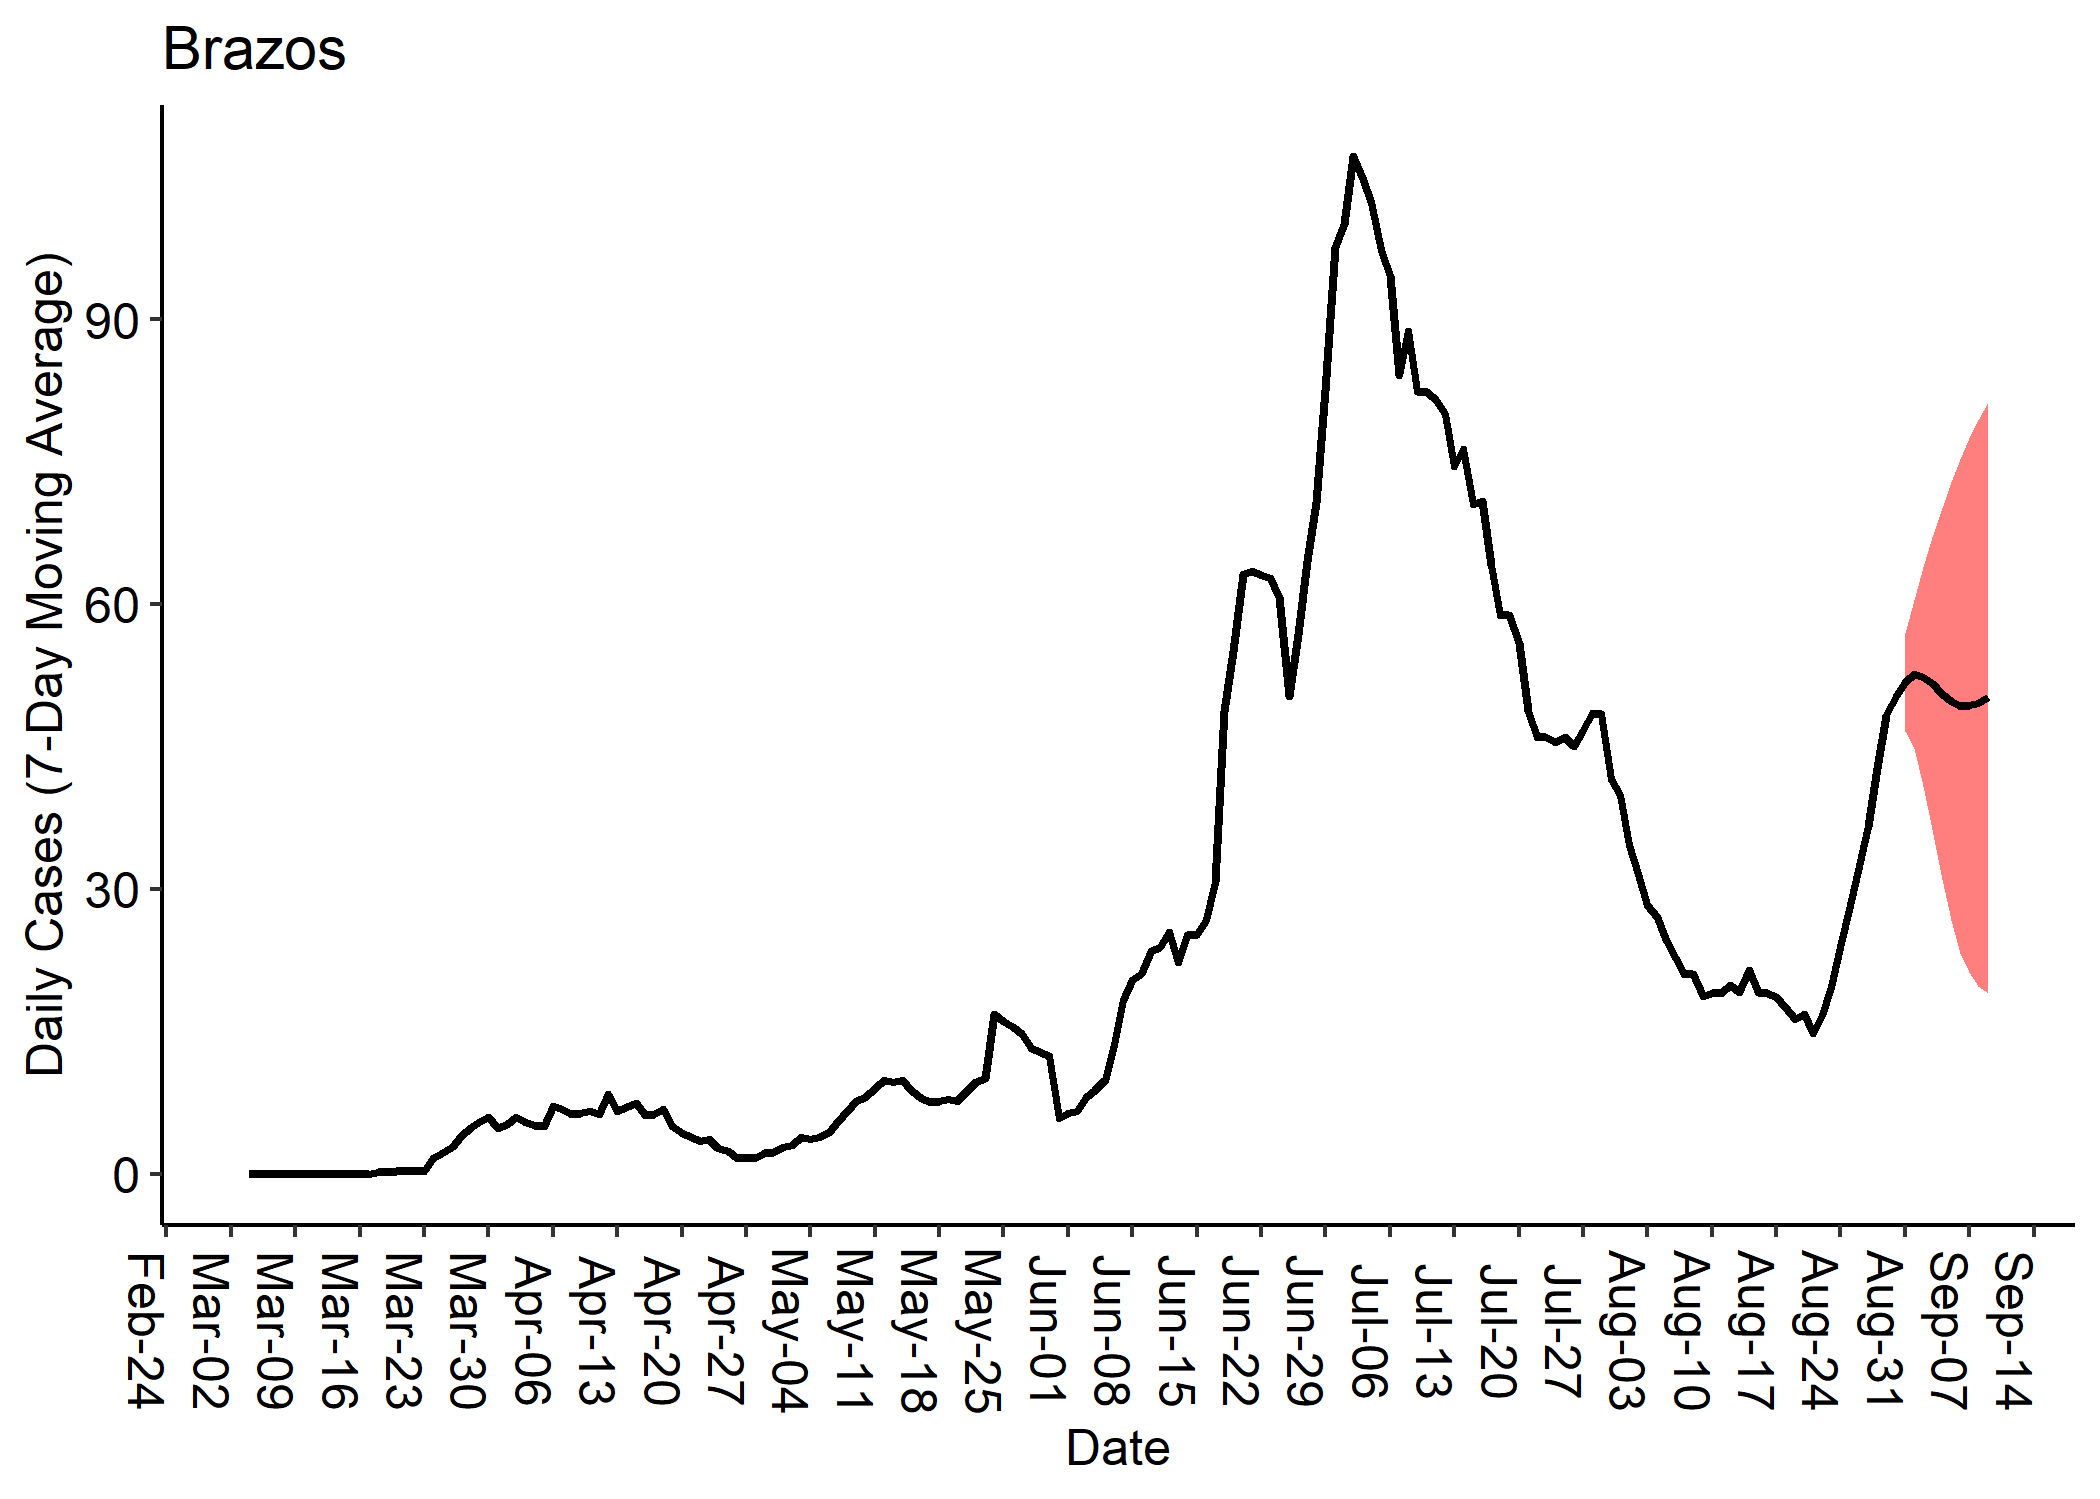 Brazos
Daily Cases (7-Day Moving Average)
90
60
30
0
Feb-24
Mar-02
Mar-09
Mar-16
Mar-23
Mar-30
Apr-06
Apr-13
Apr-20
Apr-27
May-04
May-11
May-18
May-25
Jun-01
Jun-08
Jun-15
Jun-22
Jun-29
Jul-06
Jul-13
Jul-20
Jul-27
Aug-03
Aug-10
Aug-17
Aug-24
Aug-31
Sep-07
Sep-14
Date